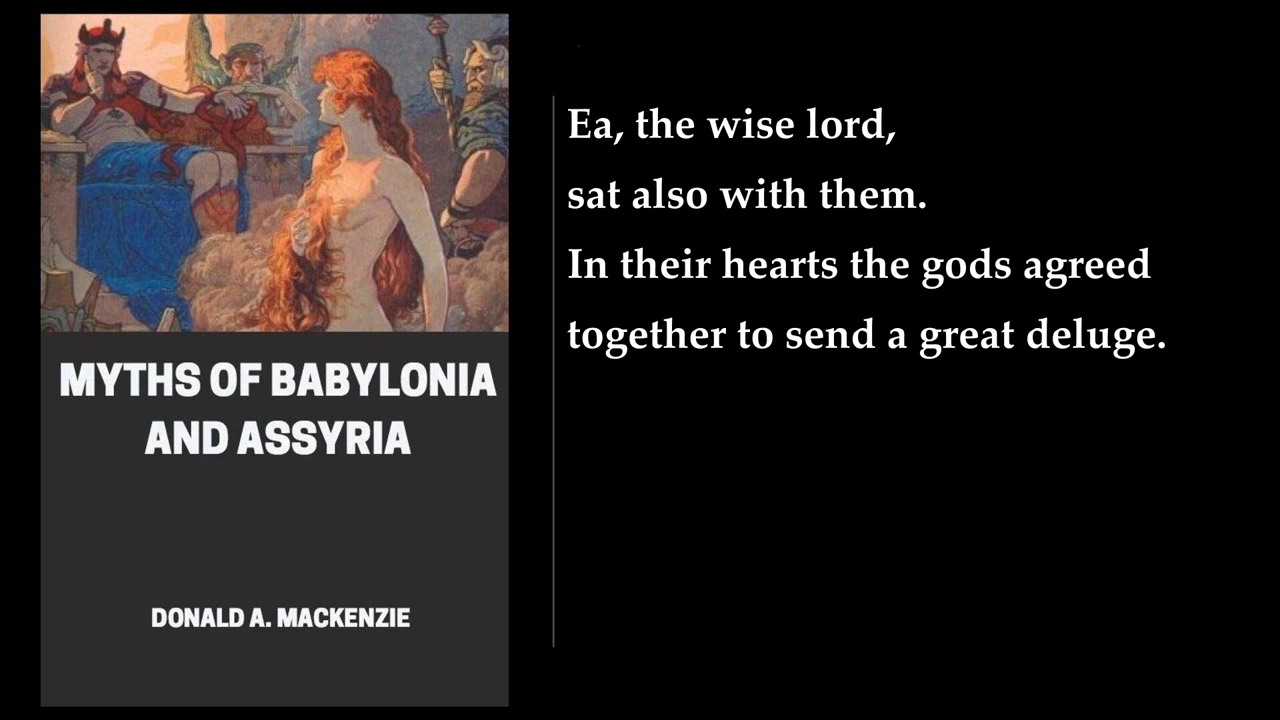 MYTHS OF BABYLONIA
AND ASSYRIA
DONALD A. MACKENZIE
Ea, the wise lord,
sat also with them.
In their hearts the gods agreed
together to send a great deluge.